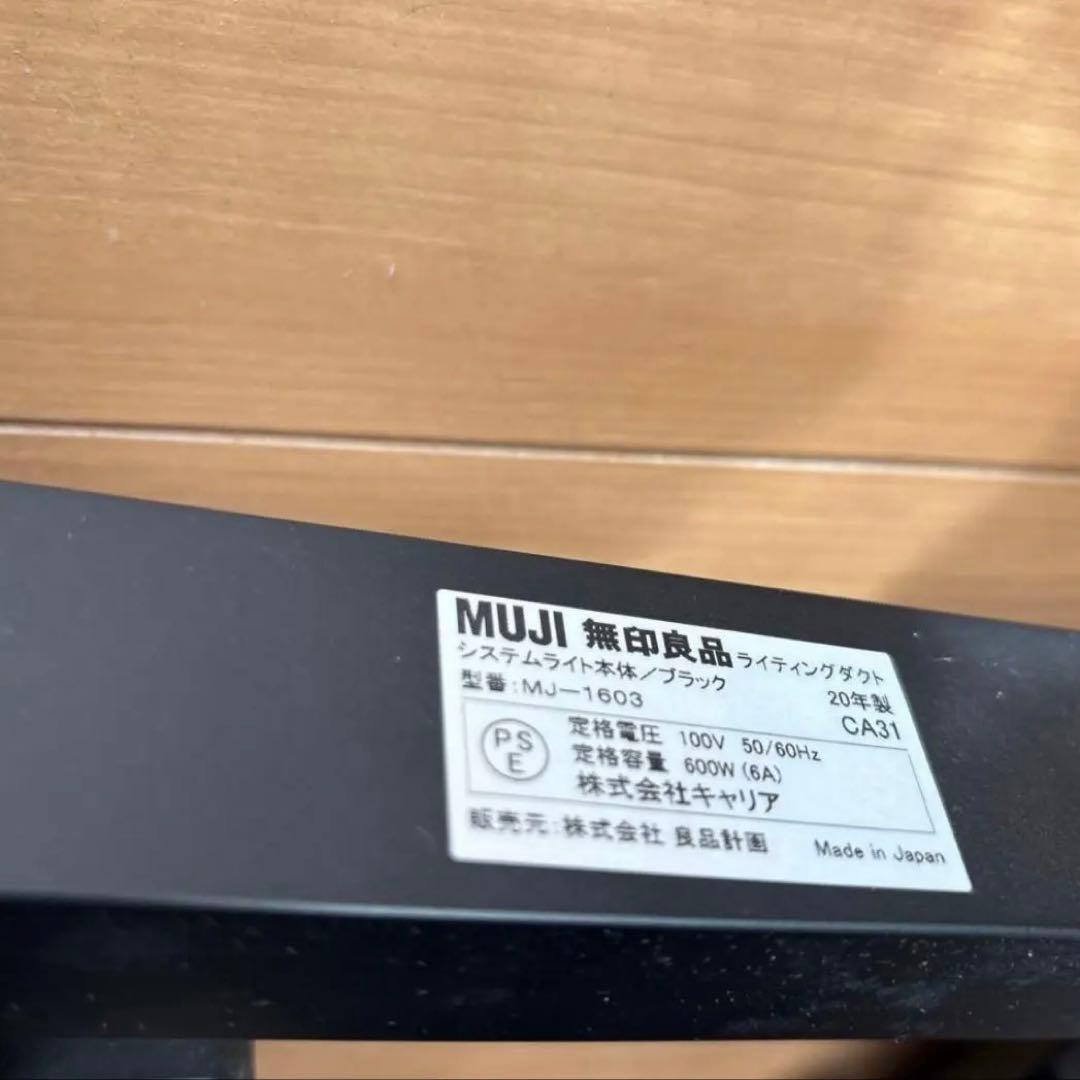 MUJI 無印良品 ライティングダクト
システムライト本体／ブラック 20年製
型番：MJ－1603 CA31
PS
E
定格電圧 100V 50/60Hz
定格容量 600W (6A)
株式会社キャリア
販売元：株式会社 良品計画 Made in Japan